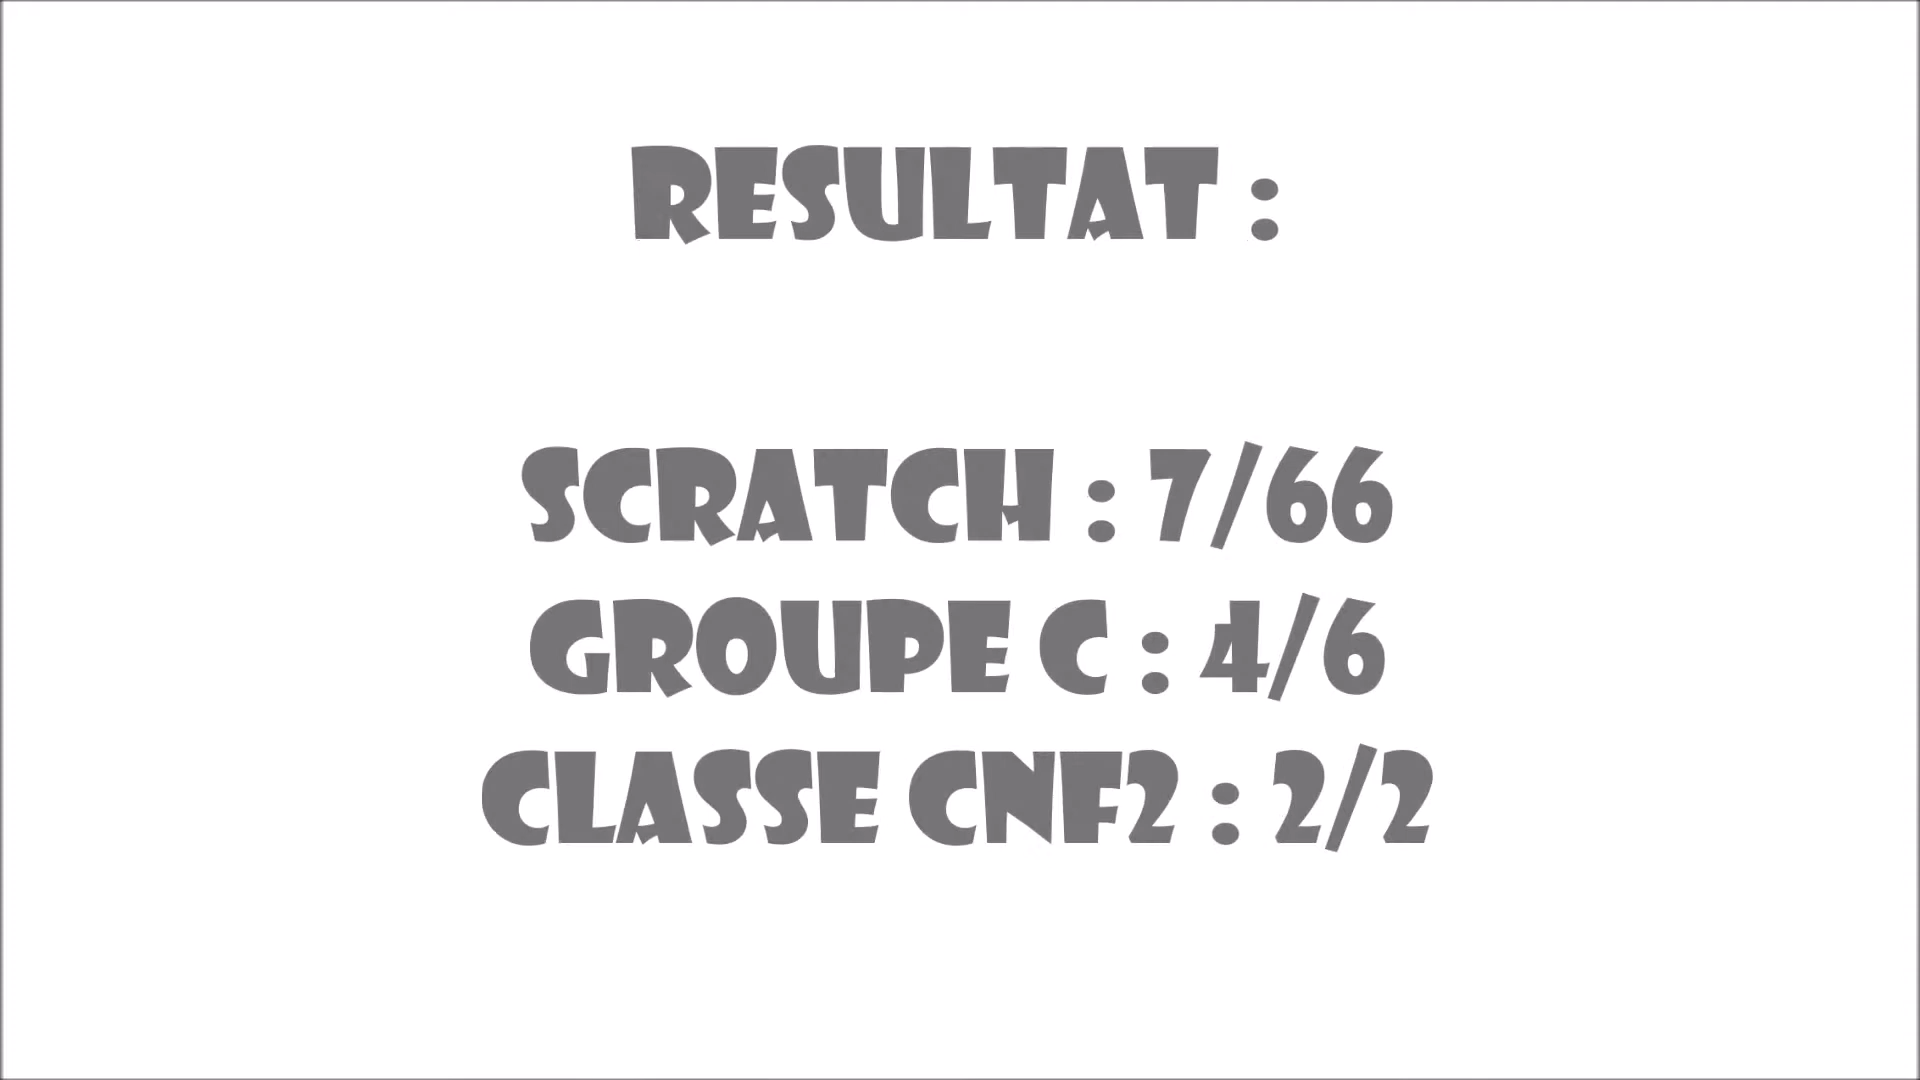 RESULTAT :
SCRATCH : 7/66
GROUPE C : 4/6
CLASSE CNF2 : 2/2